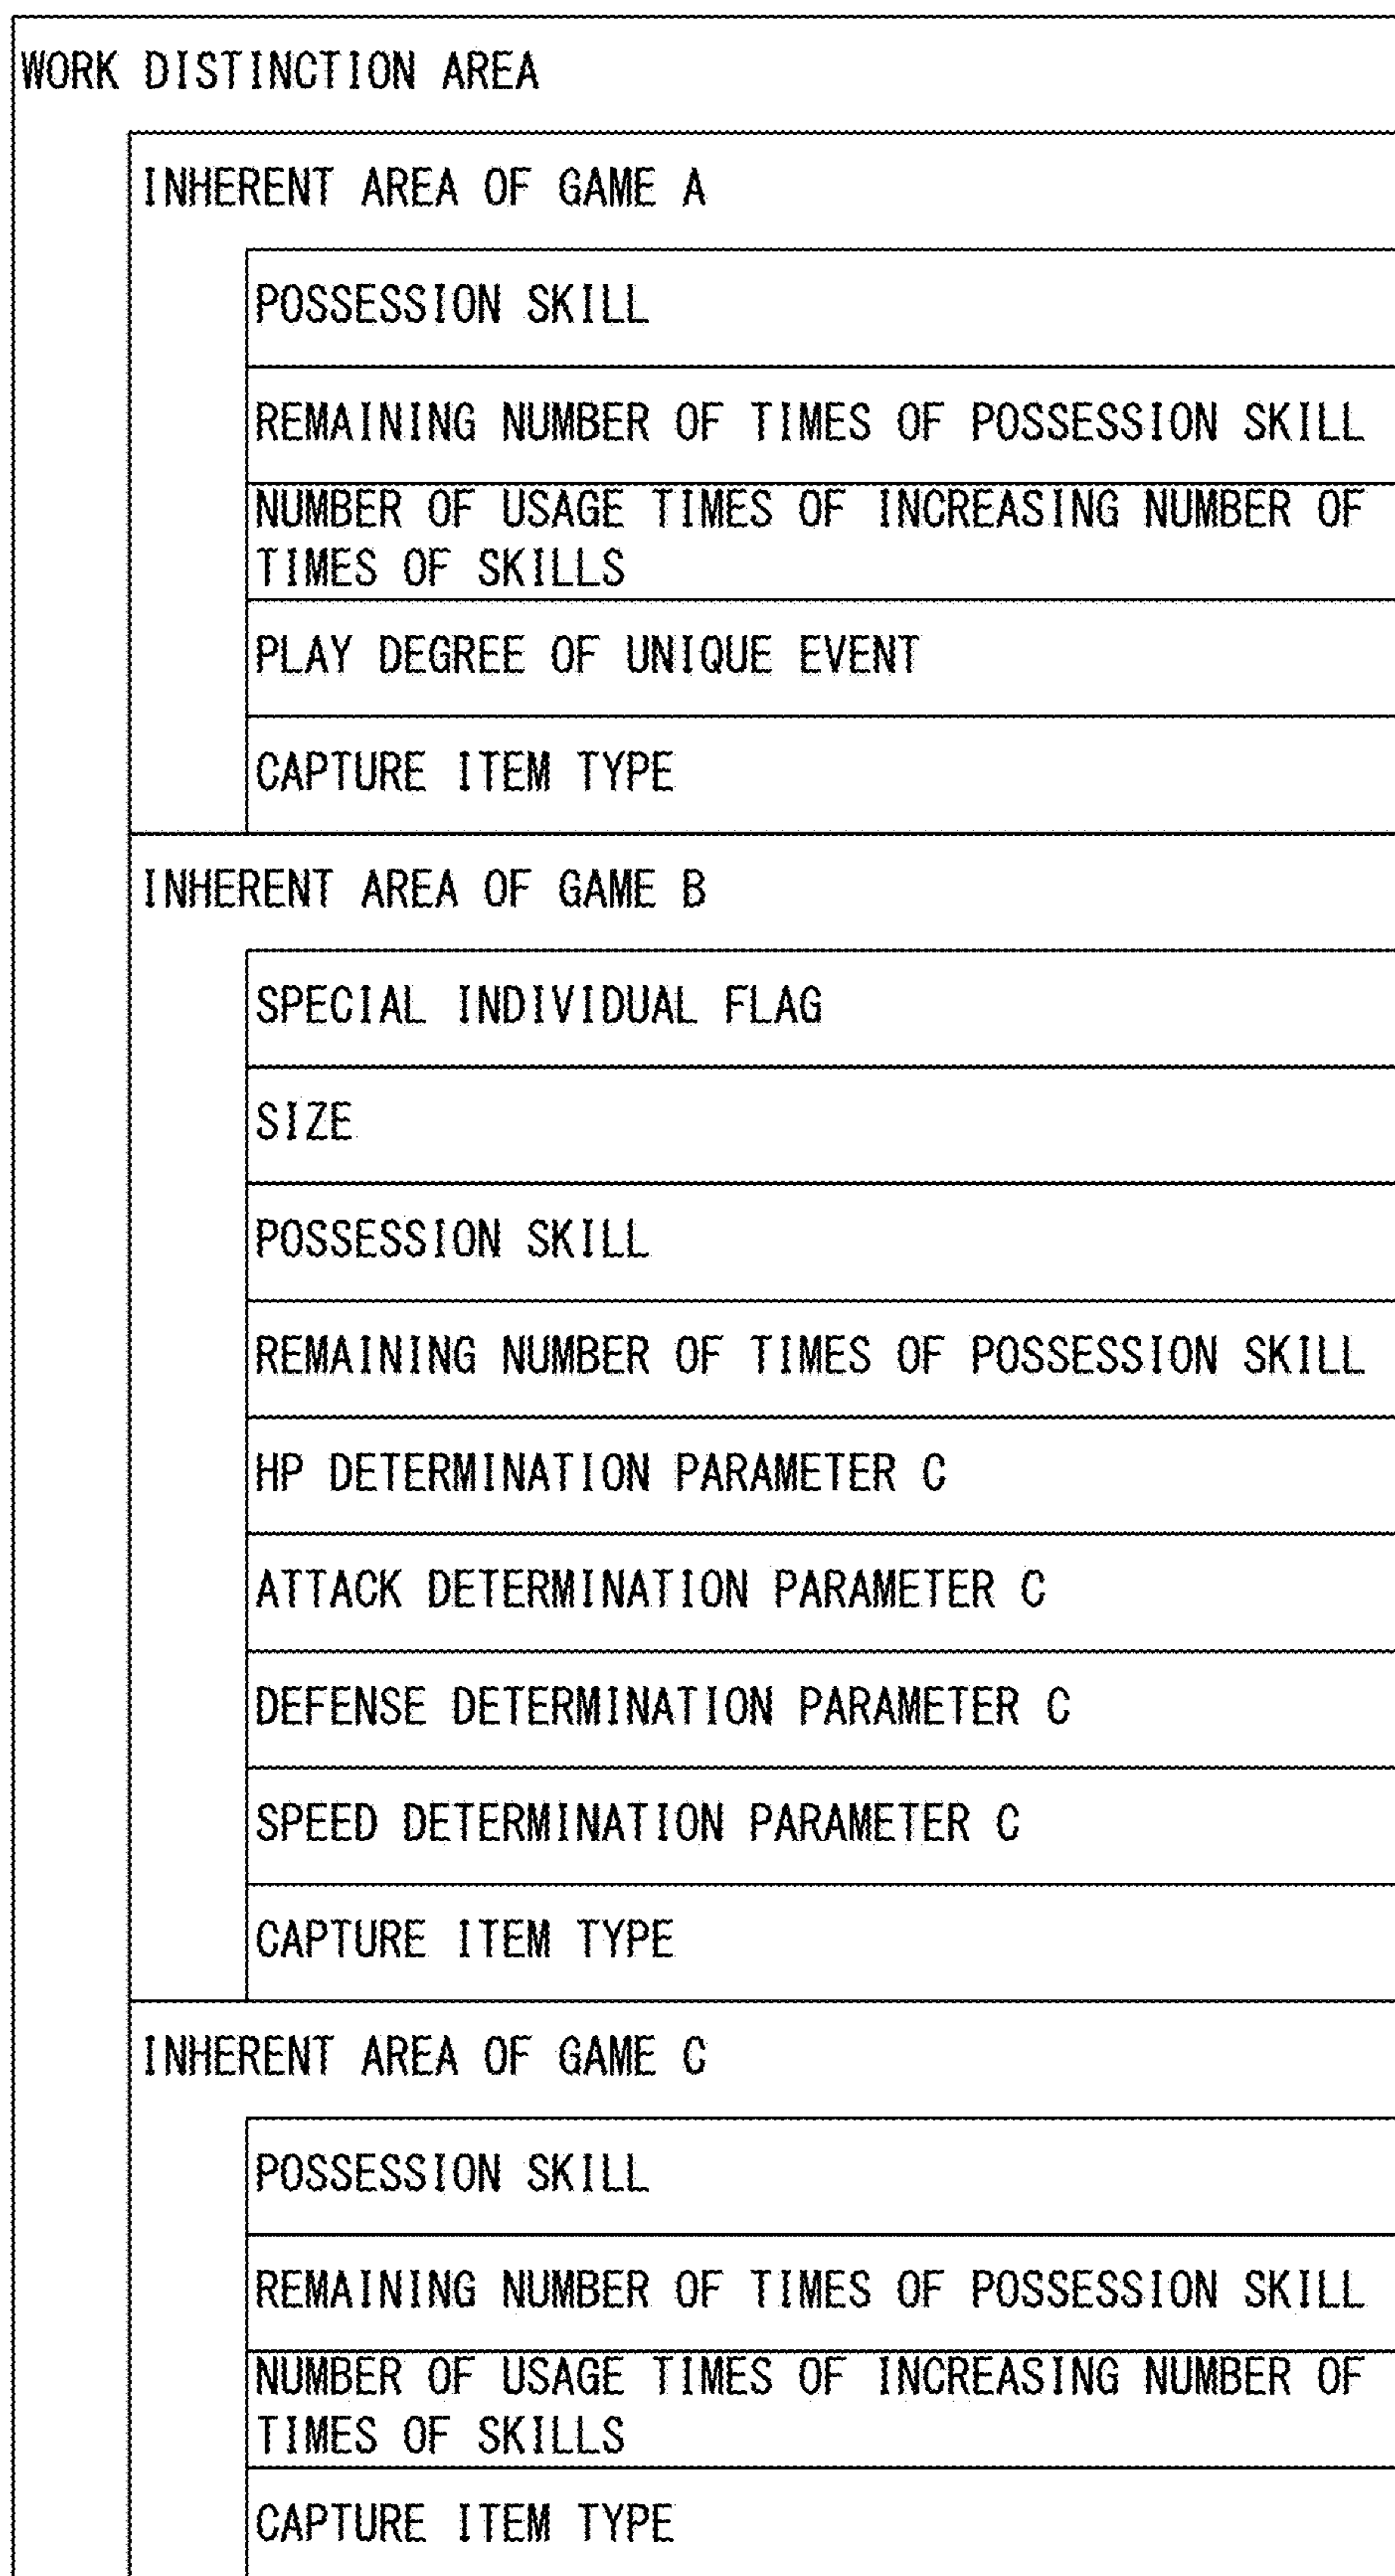 WORK DISTINCTION AREA
INHERENT AREA OF GAME A
POSSESSION SKILL
REMAINING NUMBER OF TIMES OF POSSESSION SKILL
NUMBER OF USAGE TIMES OF INCREASING NUMBER OF
TIMES OF SKILLS
PLAY DEGREE OF UNIQUE EVENT
CAPTURE ITEM TYPE
INHERENT AREA OF GAME B
SPECIAL INDIVIDUAL FLAG
SIZE
POSSESSION SKILL
REMAINING NUMBER OF TIMES OF POSSESSION SKILL
HP DETERMINATION PARAMETER C
ATTACK DETERMINATION PARAMETER C
DEFENSE DETERMINATION PARAMETER C
SPEED DETERMINATION PARAMETER C
CAPTURE ITEM TYPE
INHERENT AREA OF GAME C
POSSESSION SKILL
REMAINING NUMBER OF TIMES OF POSSESSION SKILL
NUMBER OF USAGE TIMES OF INCREASING NUMBER OF
TIMES OF SKILLS
CAPTURE ITEM TYPE